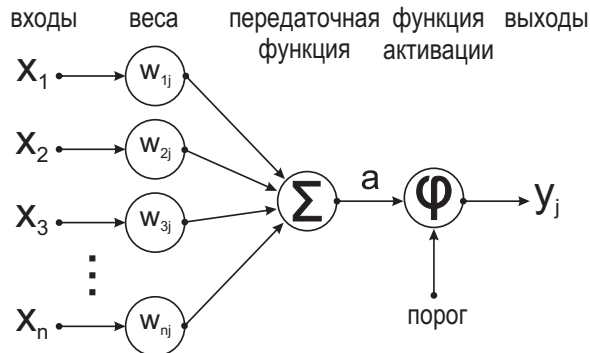 входы веса передаточная функция функция активации выходы
x1 w1j
x2 w2j
x3 w3j
Σ a φ yj
⋮
xn wnj
порог